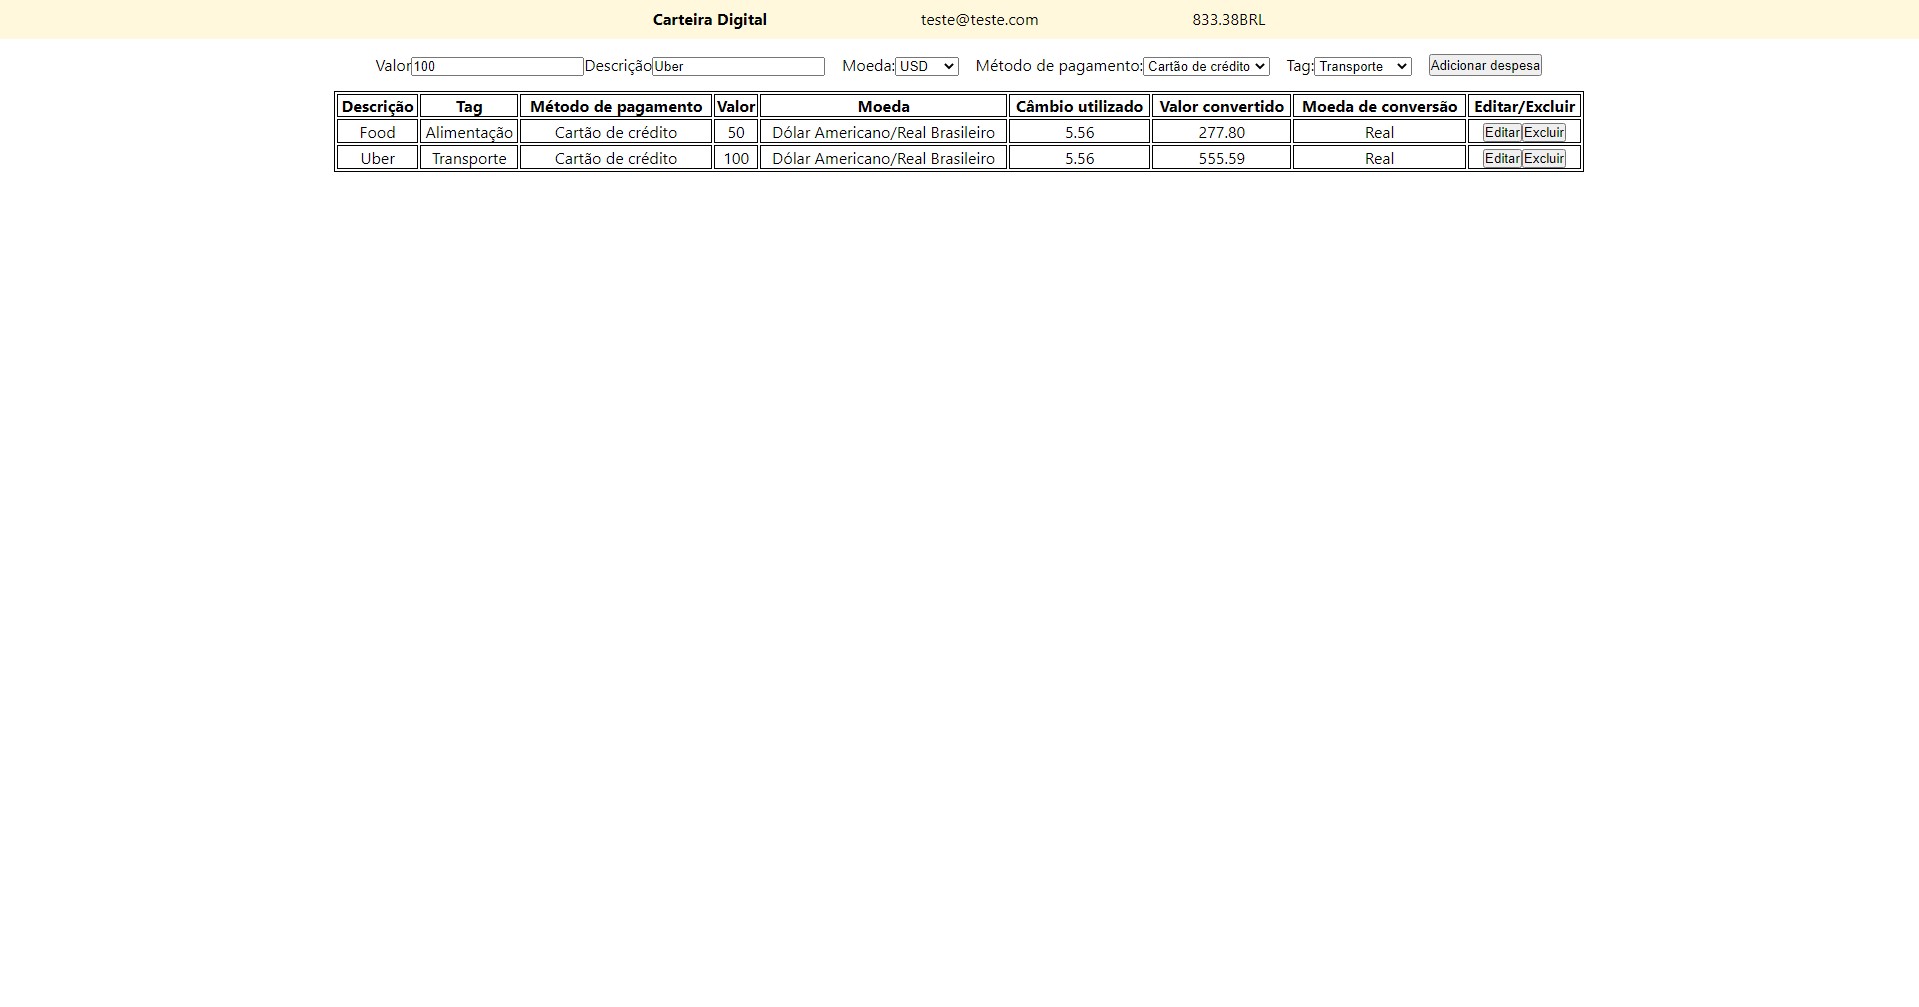 Carteira Digital teste@teste.com 833.38BRL
Valor 100 Descrição Uber Moeda: USD Método de pagamento: Cartão de crédito Tag: Transporte Adicionar despesa
Descrição Tag Método de pagamento Valor Moeda Câmbio utilizado Valor convertido Moeda de conversão Editar/Excluir
Food Alimentação Cartão de crédito 50 Dólar Americano/Real Brasileiro 5.56 277.80 Real Editar Excluir
Uber Transporte Cartão de crédito 100 Dólar Americano/Real Brasileiro 5.56 555.59 Real Editar Excluir